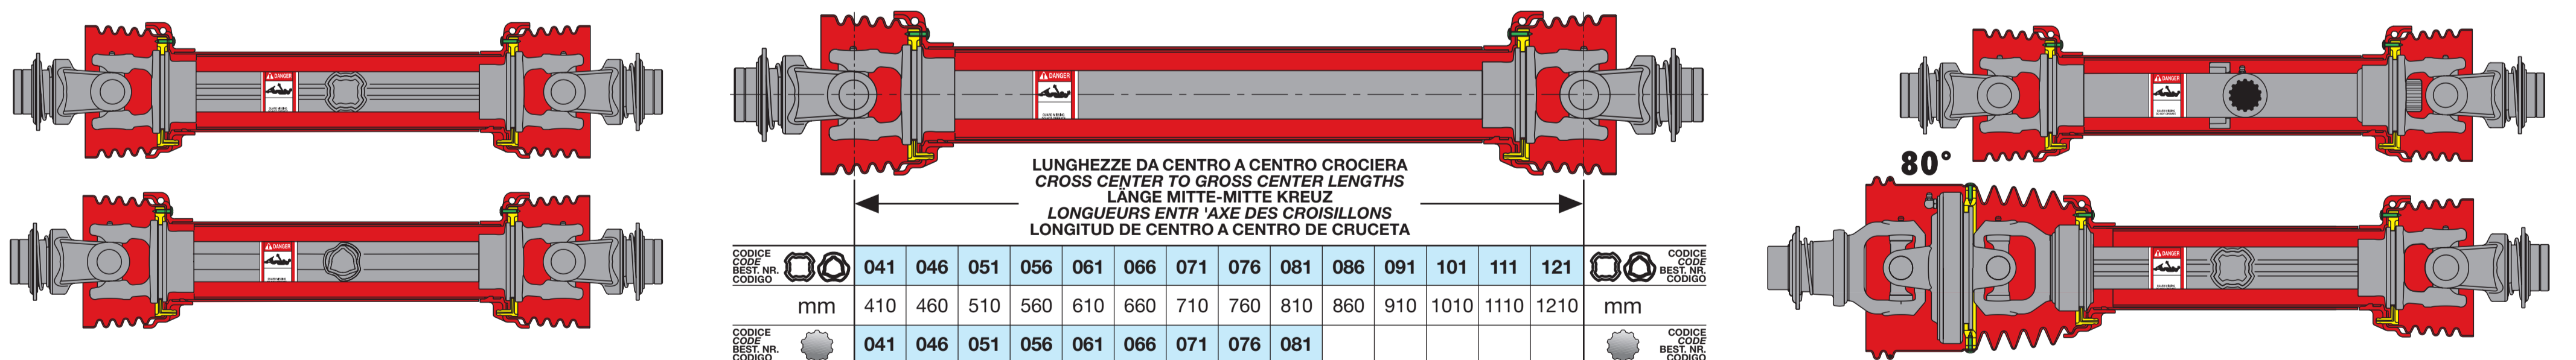 DANGER
DANGER
DANGER
80°
DANGER
DANGER
LUNGHEZZE DA CENTRO A CENTRO CROCIERA
CROSS CENTER TO GROSS CENTER LENGTHS
LÄNGE MITTE-MITTE KREUZ
LONGUEURS ENTR 'AXE DES CROISILLONS
LONGITUD DE CENTRO A CENTRO DE CRUCETA
CODICE
CODE
BEST. NR.
CODIGO
041 046 051 056 061 066 071 076 081 086 091 101 111 121
CODICE
CODE
BEST. NR.
CODIGO
mm 410 460 510 560 610 660 710 760 810 860 910 1010 1110 1210 mm
CODICE
CODE
BEST. NR.
CODIGO
041 046 051 056 061 066 071 076 081
CODICE
CODE
BEST. NR.
CODIGO